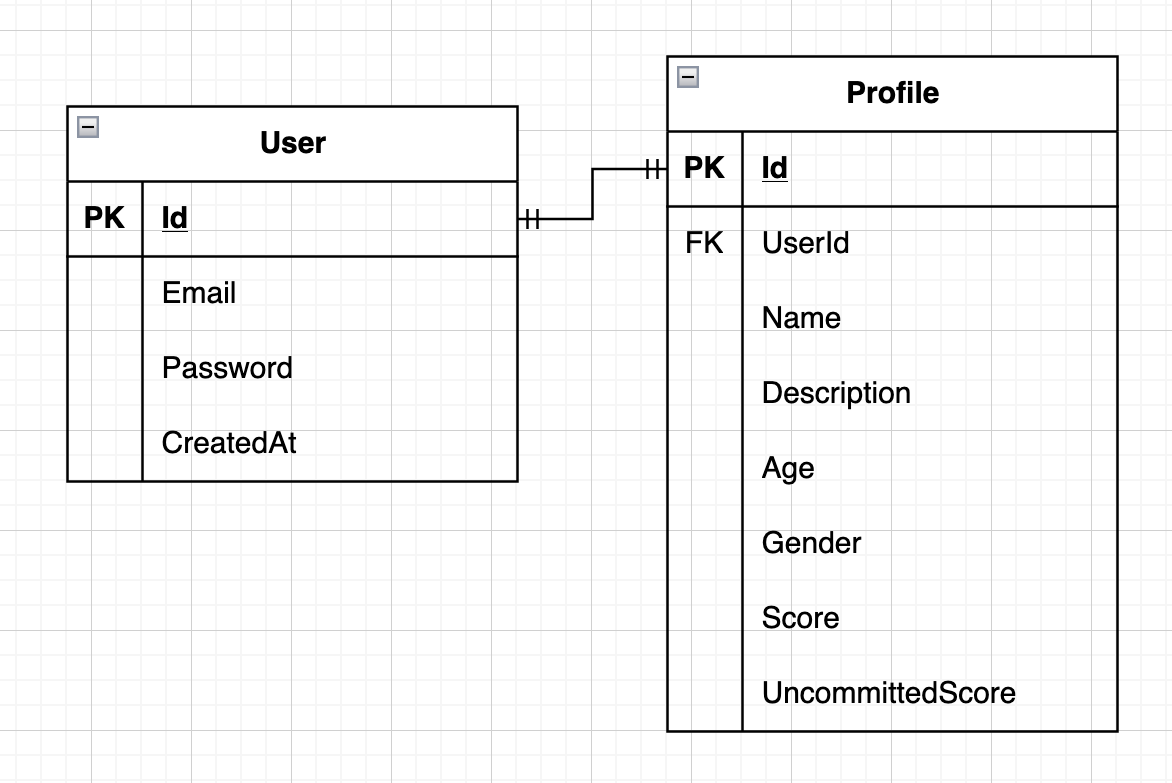 User
PK Id
Email
Password
CreatedAt
Profile
PK Id
FK UserId
Name
Description
Age
Gender
Score
UncommittedScore